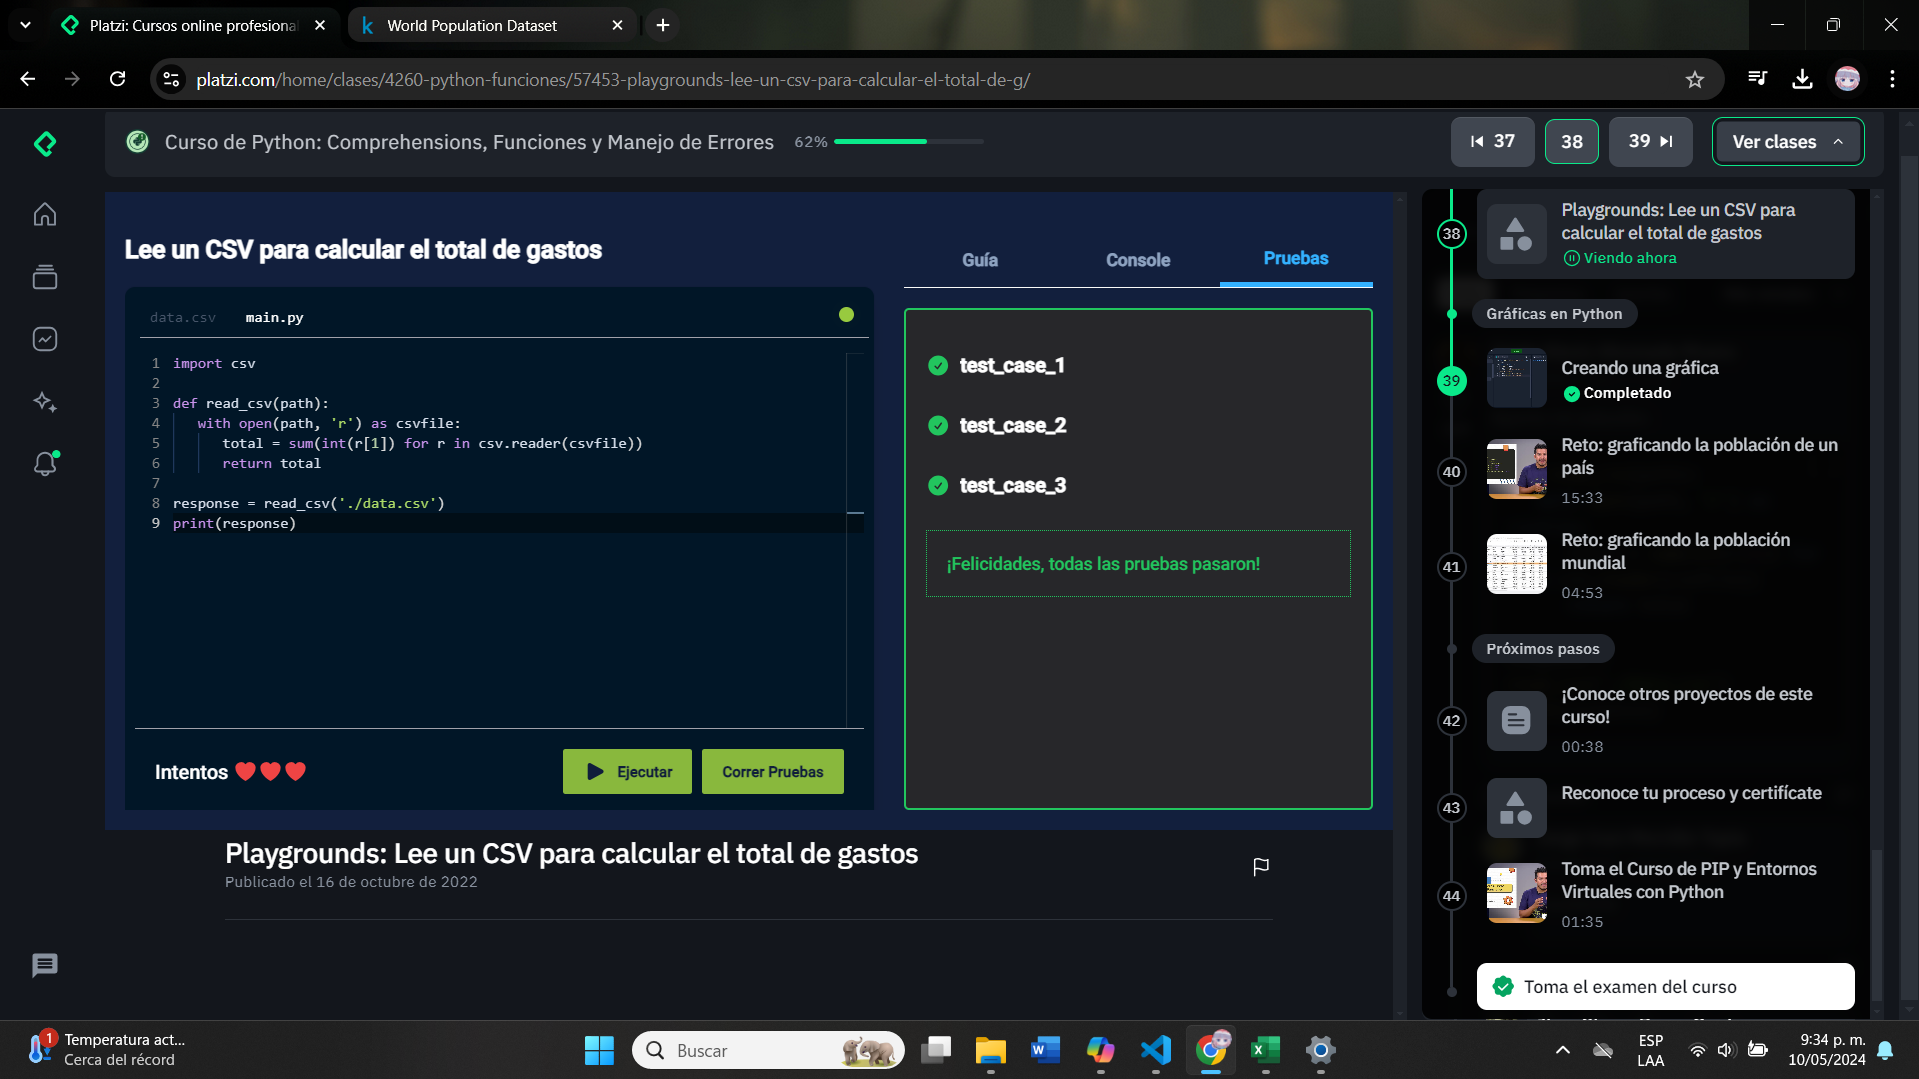 Platzi: Cursos online profesional
World Population Dataset
platzi.com/home/clases/4260-python-funciones/57453-playgrounds-lee-un-csv-para-calcular-el-total-de-g/
Curso de Python: Comprehensions, Funciones y Manejo de Errores
62%
37
38
39
Ver clases
Lee un CSV para calcular el total de gastos
Guía
Console
Pruebas
data.csv
main.py
1 import csv
2
3 def read_csv(path):
4 with open(path, 'r') as csvfile:
5 total = sum(int(r[1]) for r in csv.reader(csvfile))
6 return total
7
8 response = read_csv('./data.csv')
9 print(response)
Intentos
Ejecutar
Correr Pruebas
test_case_1
test_case_2
test_case_3
¡Felicidades, todas las pruebas pasaron!
Playgrounds: Lee un CSV para calcular el total de gastos
Publicado el 16 de octubre de 2022
38
Playgrounds: Lee un CSV para
calcular el total de gastos
Viendo ahora
Gráficas en Python
39
Creando una gráfica
Completado
40
Reto: graficando la población de un
país
15:33
41
Reto: graficando la población
mundial
04:53
Próximos pasos
42
¡Conoce otros proyectos de este
curso!
00:38
43
Reconoce tu proceso y certifícate
44
Toma el Curso de PIP y Entornos
Virtuales con Python
01:35
Toma el examen del curso
1
Temperatura act...
Cerca del récord
Buscar
ESP
LAA
9:34 p. m.
10/05/2024